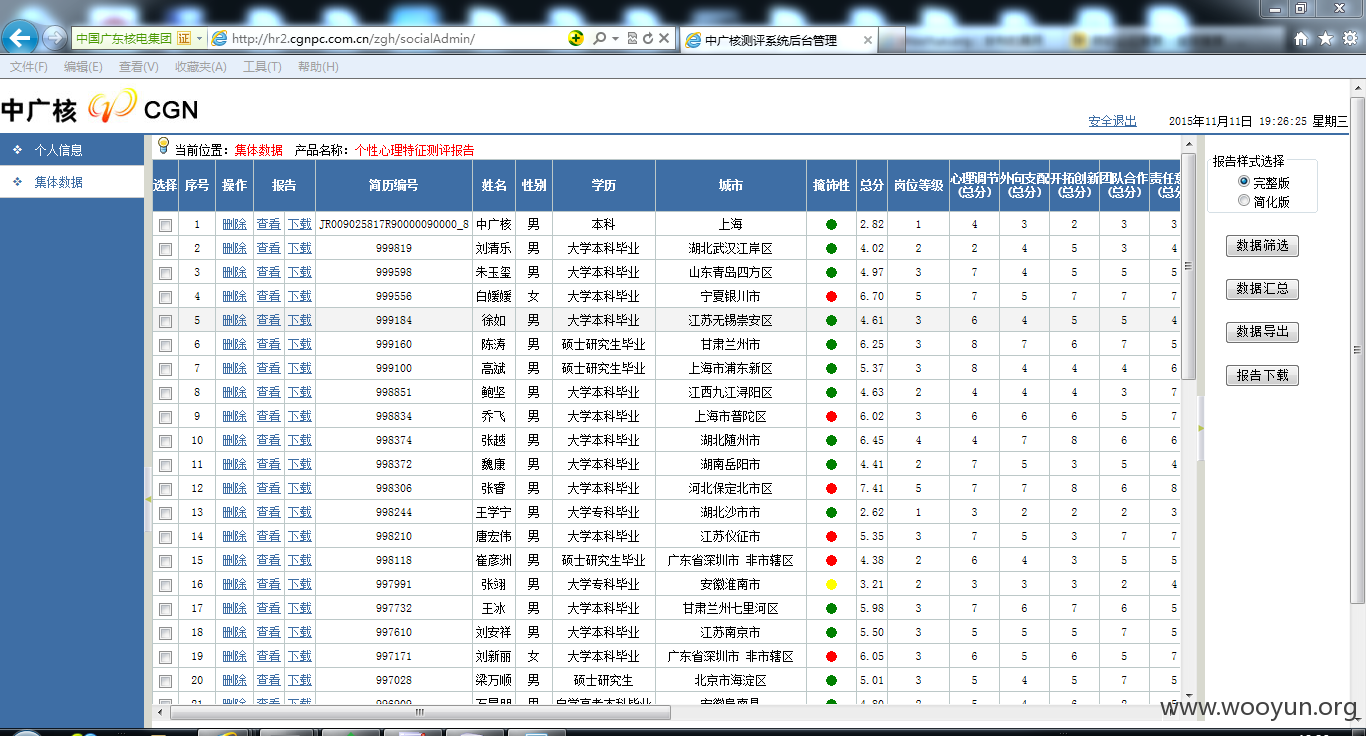 中国广东核电集团 证 http://hr2.cgnpc.com.cn/zgh/socialAdmin/ 中广核测评系统后台管理
文件(F) 编辑(E) 查看(V) 收藏夹(A) 工具(T) 帮助(H)
中广核 CGN
安全退出 2015年11月11日 19:26:25 星期三
个人信息
集体数据
当前位置：集体数据 产品名称：个性心理特征测评报告
选择 序号 操作 报告 简历编号 姓名 性别 学历 城市 掩饰性 总分 岗位等级 心理调节(总分) 外向支配(总分) 开拓创新(总分) 团队合作(总分) 责任
1 删除 查看 下载 JR009025817R90000090000_8 中广核 男 本科 上海 2.82 1 4 3 2 3 3
2 删除 查看 下载 999819 刘清乐 男 大学本科毕业 湖北武汉江岸区 4.02 2 2 4 5 3 4
3 删除 查看 下载 999598 朱玉玺 男 大学本科毕业 山东青岛四方区 4.97 3 7 4 5 5 5
4 删除 查看 下载 999556 白媛媛 女 大学本科毕业 宁夏银川市 6.70 5 7 5 7 7 7
5 删除 查看 下载 999184 徐如 男 大学本科毕业 江苏无锡崇安区 4.61 3 6 4 5 5 4
6 删除 查看 下载 999160 陈涛 男 硕士研究生毕业 甘肃兰州市 6.25 3 8 7 6 7 5
7 删除 查看 下载 999100 高斌 男 硕士研究生毕业 上海市浦东新区 5.37 3 8 4 4 4 6
8 删除 查看 下载 998851 鲍坚 男 大学本科毕业 江西九江浔阳区 4.63 2 4 4 4 3 7
9 删除 查看 下载 998834 乔飞 男 大学本科毕业 上海市普陀区 6.02 3 6 6 6 5 7
10 删除 查看 下载 998374 张越 男 大学本科毕业 湖北随州市 6.45 4 4 7 8 6 6
11 删除 查看 下载 998372 魏康 男 大学本科毕业 湖南岳阳市 4.41 2 7 5 3 5 4
12 删除 查看 下载 998306 张睿 男 大学本科毕业 河北保定北市区 7.41 5 7 7 8 6 8
13 删除 查看 下载 998244 王学宁 男 大学专科毕业 湖北沙市市 2.62 1 3 2 2 2 3
14 删除 查看 下载 998210 唐宏伟 男 大学本科毕业 江苏仪征市 5.35 3 7 5 3 7 7
15 删除 查看 下载 998118 崔彦洲 男 硕士研究生毕业 广东省深圳市 非市辖区 4.38 2 6 4 3 5 5
16 删除 查看 下载 997991 张翊 男 大学专科毕业 安徽淮南市 3.21 2 3 3 3 2 4
17 删除 查看 下载 997732 王冰 男 大学本科毕业 甘肃兰州七里河区 5.98 3 7 6 7 6 5
18 删除 查看 下载 997610 刘安祥 男 大学本科毕业 江苏南京市 5.50 3 5 5 5 7 5
19 删除 查看 下载 997171 刘新丽 女 大学本科毕业 广东省深圳市 非市辖区 6.05 3 6 5 6 5 7
20 删除 查看 下载 997028 梁万顺 男 硕士研究生 北京市海淀区 5.01 3 5 4 5 7 5
报告样式选择
完整版
简化版
数据筛选
数据汇总
数据导出
报告下载
www.wooyun.org